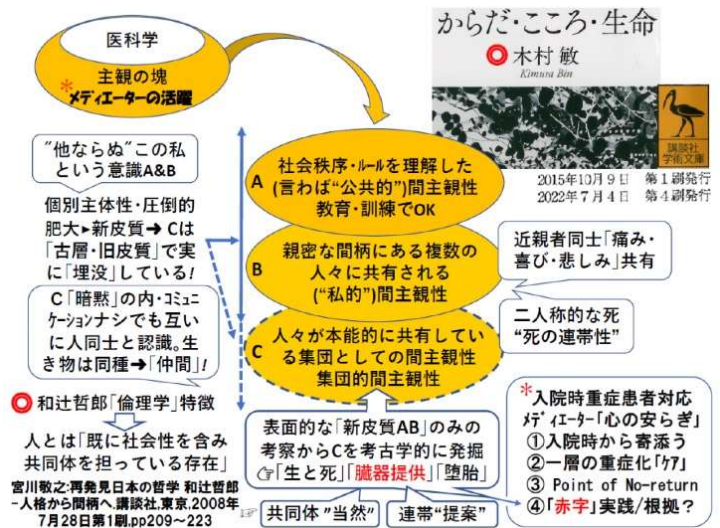 医科学
主観の塊
*メディエーターの活躍
からだ・こころ・生命
◎木村 敏
Kimura Bin
講談社
学術文庫
2015年10月9日 第1刷発行
2022年7月4日 第4刷発行
“他ならぬ”この私
という意識A&B
個別主体性・圧倒的
肥大▸新皮質➔Cは
「古層・旧皮質」で実
に「埋没」している!
C「暗黙」の内・コミュニ
ケーションナシでも互い
に人同士と認識。生
き物は同種➔「仲間」!
◎ 和辻哲郎「倫理学」特徴
人とは「既に社会性を含み
共同体を担っている存在」
宮川敬之:再発見日本の哲学 和辻哲郎
-人格から間柄へ.講談社,東京.2008年
7月28日第1刷,pp209～223
A
社会秩序・ルールを理解した
(言わば“公共的”)間主観性
教育・訓練でOK
B
親密な間柄にある複数の
人々に共有される
(“私的”)間主観性
C
人々が本能的に共有してい
る集団としての間主観性
集団的間主観性
近親者同士「痛み・
喜び・悲しみ」共有
二人称的な死
“死の連帯性”
表面的な「新皮質AB」のみの
考察からCを考古学的に発掘
☞「生と死」「臓器提供」「堕胎」
☞ 共同体 ”当然”
連帯“提案”
*入院時重症患者対応
メディエーター「心の安らぎ」
①入院時から寄添う
②一層の重症化「ケア」
③ Point of No-return
④「赤字」実践/根拠?